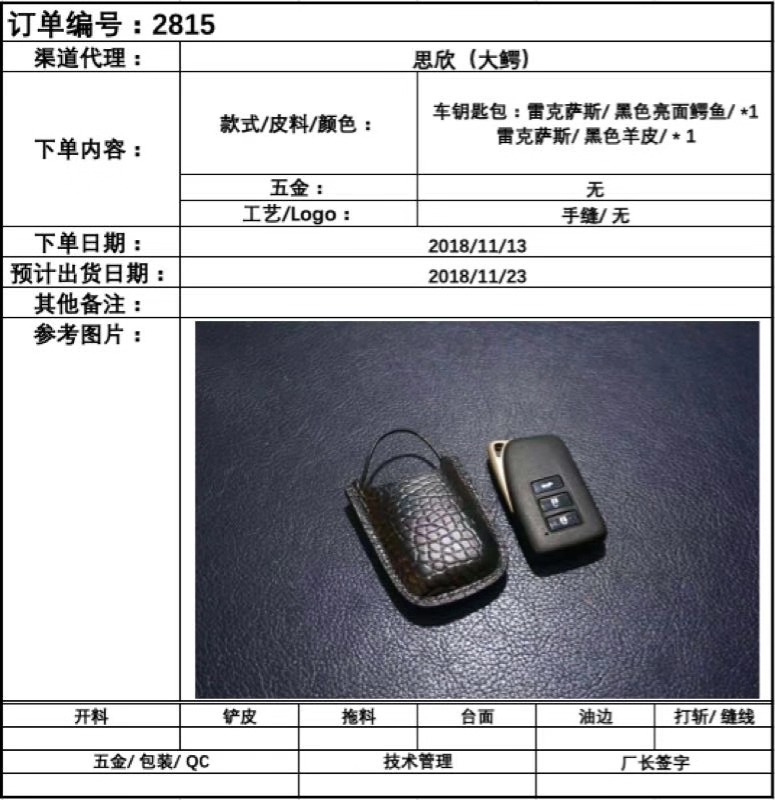 订单编号：2815
渠道代理：
思欣（大鳄）
下单内容：
款式/皮料/颜色：
车钥匙包：雷克萨斯/ 黑色亮面鳄鱼/ *1
雷克萨斯/ 黑色羊皮/ * 1
五金：
无
工艺/Logo：
手缝/ 无
下单日期：
2018/11/13
预计出货日期：
2018/11/23
其他备注：
参考图片：
开料
铲皮
拖料
台面
油边
打斩/ 缝线
五金/ 包装/ QC
技术管理
厂长签字